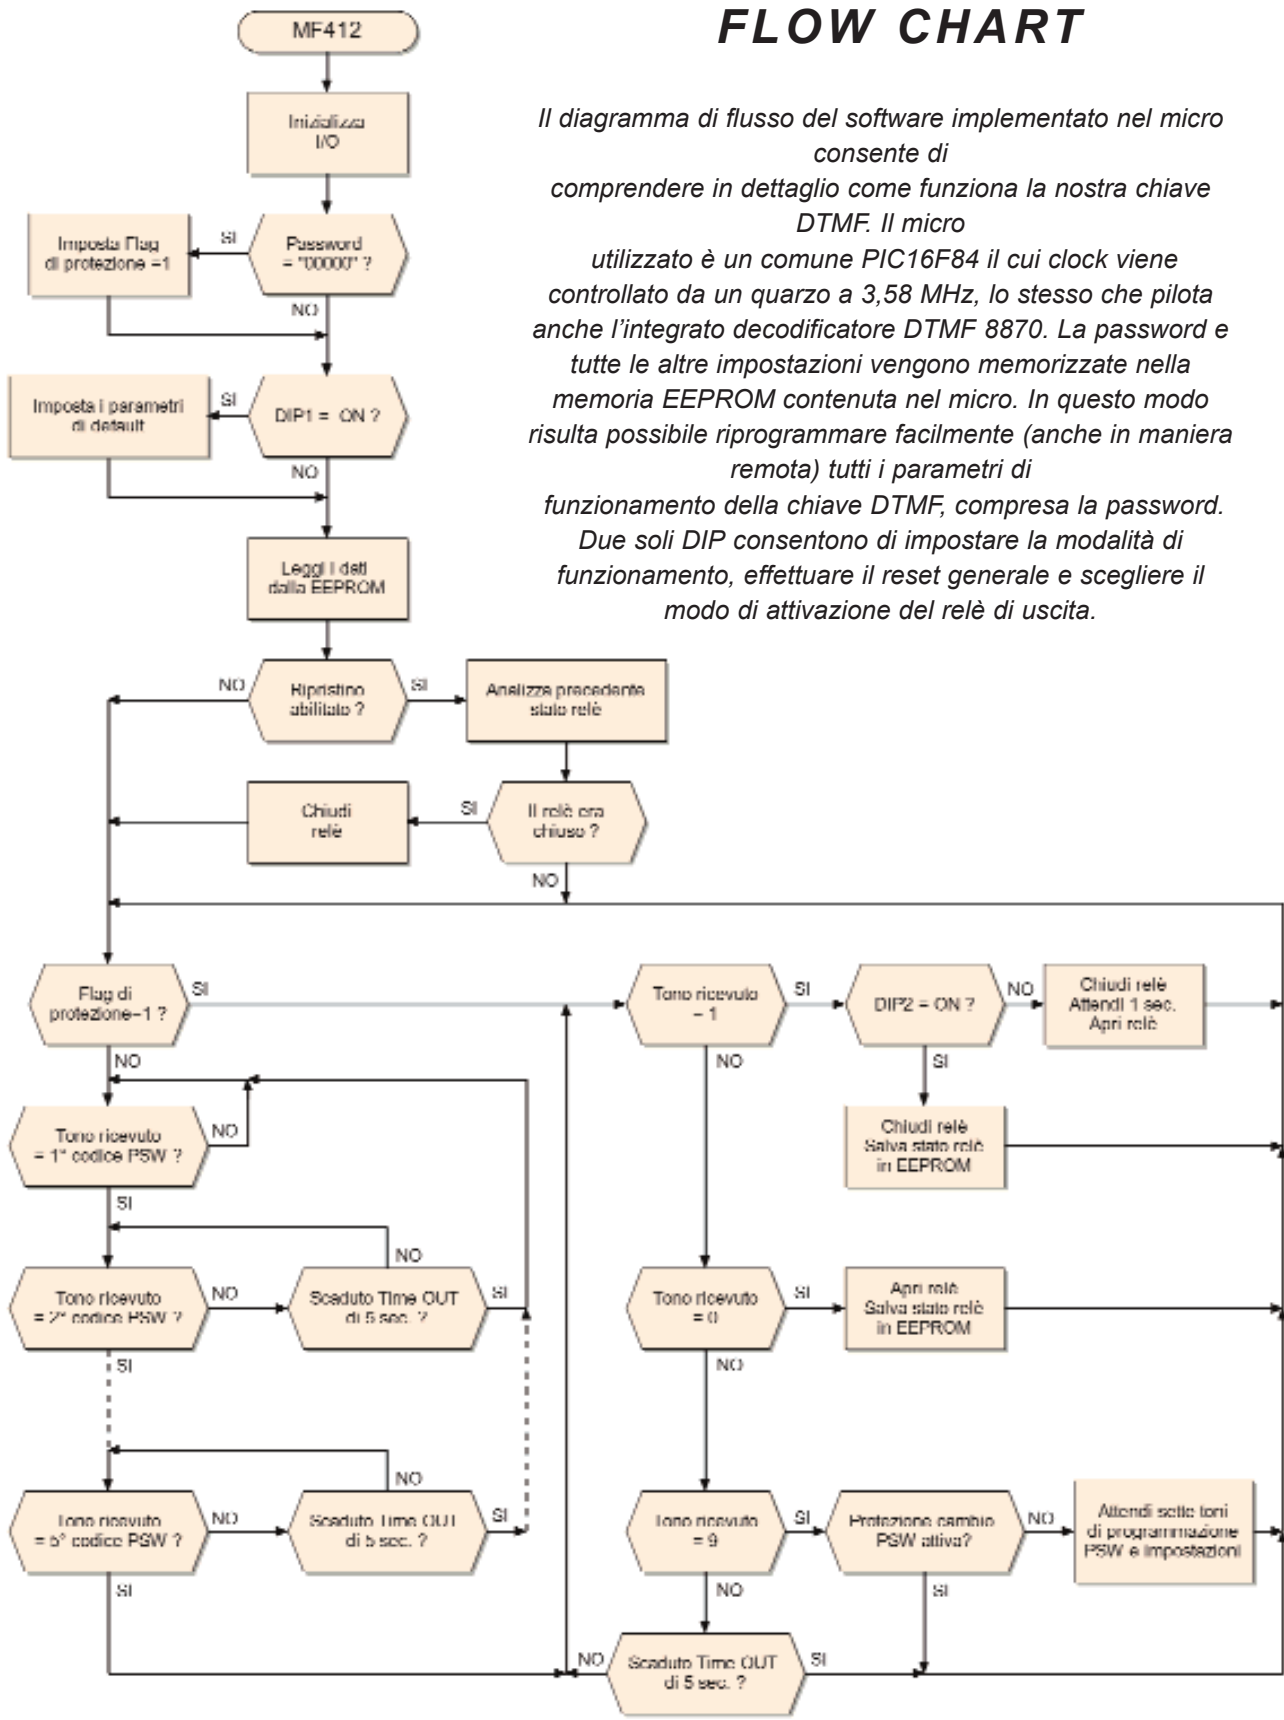 FLOW CHART
Il diagramma di flusso del software implementato nel micro
consente di
comprendere in dettaglio come funziona la nostra chiave
DTMF. Il micro
utilizzato è un comune PIC16F84 il cui clock viene
controllato da un quarzo a 3,58 MHz, lo stesso che pilota
anche l'integrato decodificatore DTMF 8870. La password e
tutte le altre impostazioni vengono memorizzate nella
memoria EEPROM contenuta nel micro. In questo modo
risulta possibile riprogrammare facilmente (anche in maniera
remota) tutti i parametri di
funzionamento della chiave DTMF, compresa la password.
Due soli DIP consentono di impostare la modalità di
funzionamento, effettuare il reset generale e scegliere il
modo di attivazione del relè di uscita.
MF412
Inizializza
I/O
Password
= "00000" ?
SI
Imposta Flag
di protezione =1
NO
DIP1 = ON ?
SI
Imposta i parametri
di default
NO
Leggi i dati
dalla EEPROM
Ripristino
abilitato ?
NO
SI
Analizza precedente
stato relè
Il relè era
chiuso ?
SI
Chiudi
relè
NO
Flag di
protezione=1 ?
SI
NO
Tono ricevuto
= 1° codice PSW ?
NO
SI
Tono ricevuto
= 2° codice PSW ?
NO
Scaduto Time OUT
di 5 sec. ?
NO
SI
SI
Tono ricevuto
= 5° codice PSW ?
NO
Scaduto Time OUT
di 5 sec. ?
NO
SI
SI
Tono ricevuto
= 1
SI
DIP2 = ON ?
NO
Chiudi relè
Attendi 1 sec.
Apri relè
SI
Chiudi relè
Salva stato relè
in EEPROM
NO
Tono ricevuto
= 0
SI
Apri relè
Salva stato relè
in EEPROM
NO
Tono ricevuto
= 9
SI
Protezione cambio
PSW attiva?
NO
Attendi sette toni
di programmazione
PSW e impostazioni
SI
NO
Scaduto Time OUT
di 5 sec. ?
NO
SI